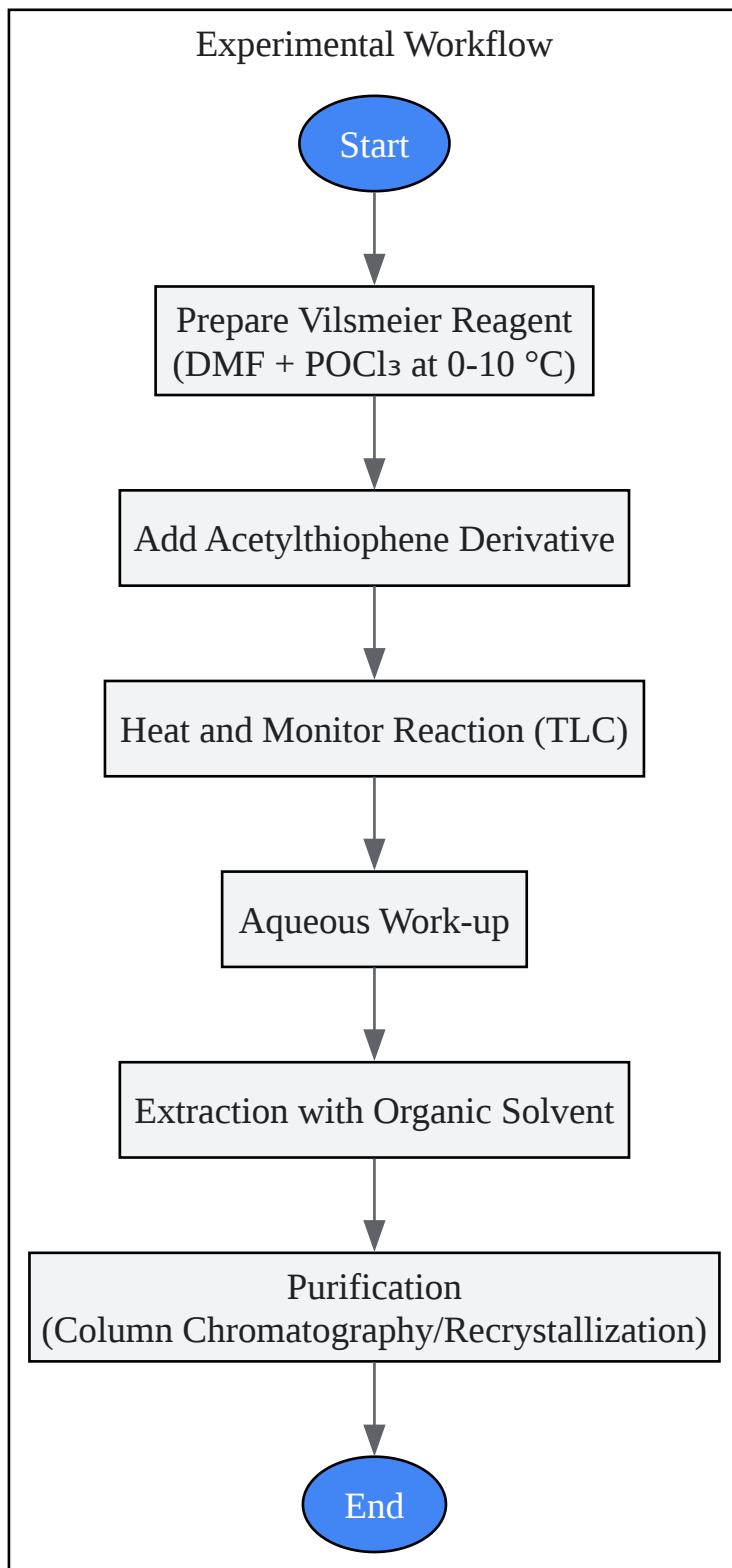 Experimental Workflow
Start
Prepare Vilsmeier Reagent
(DMF + POCl₃ at 0-10 °C)
Add Acetylthiophene Derivative
Heat and Monitor Reaction (TLC)
Aqueous Work-up
Extraction with Organic Solvent
Purification
(Column Chromatography/Recrystallization)
End